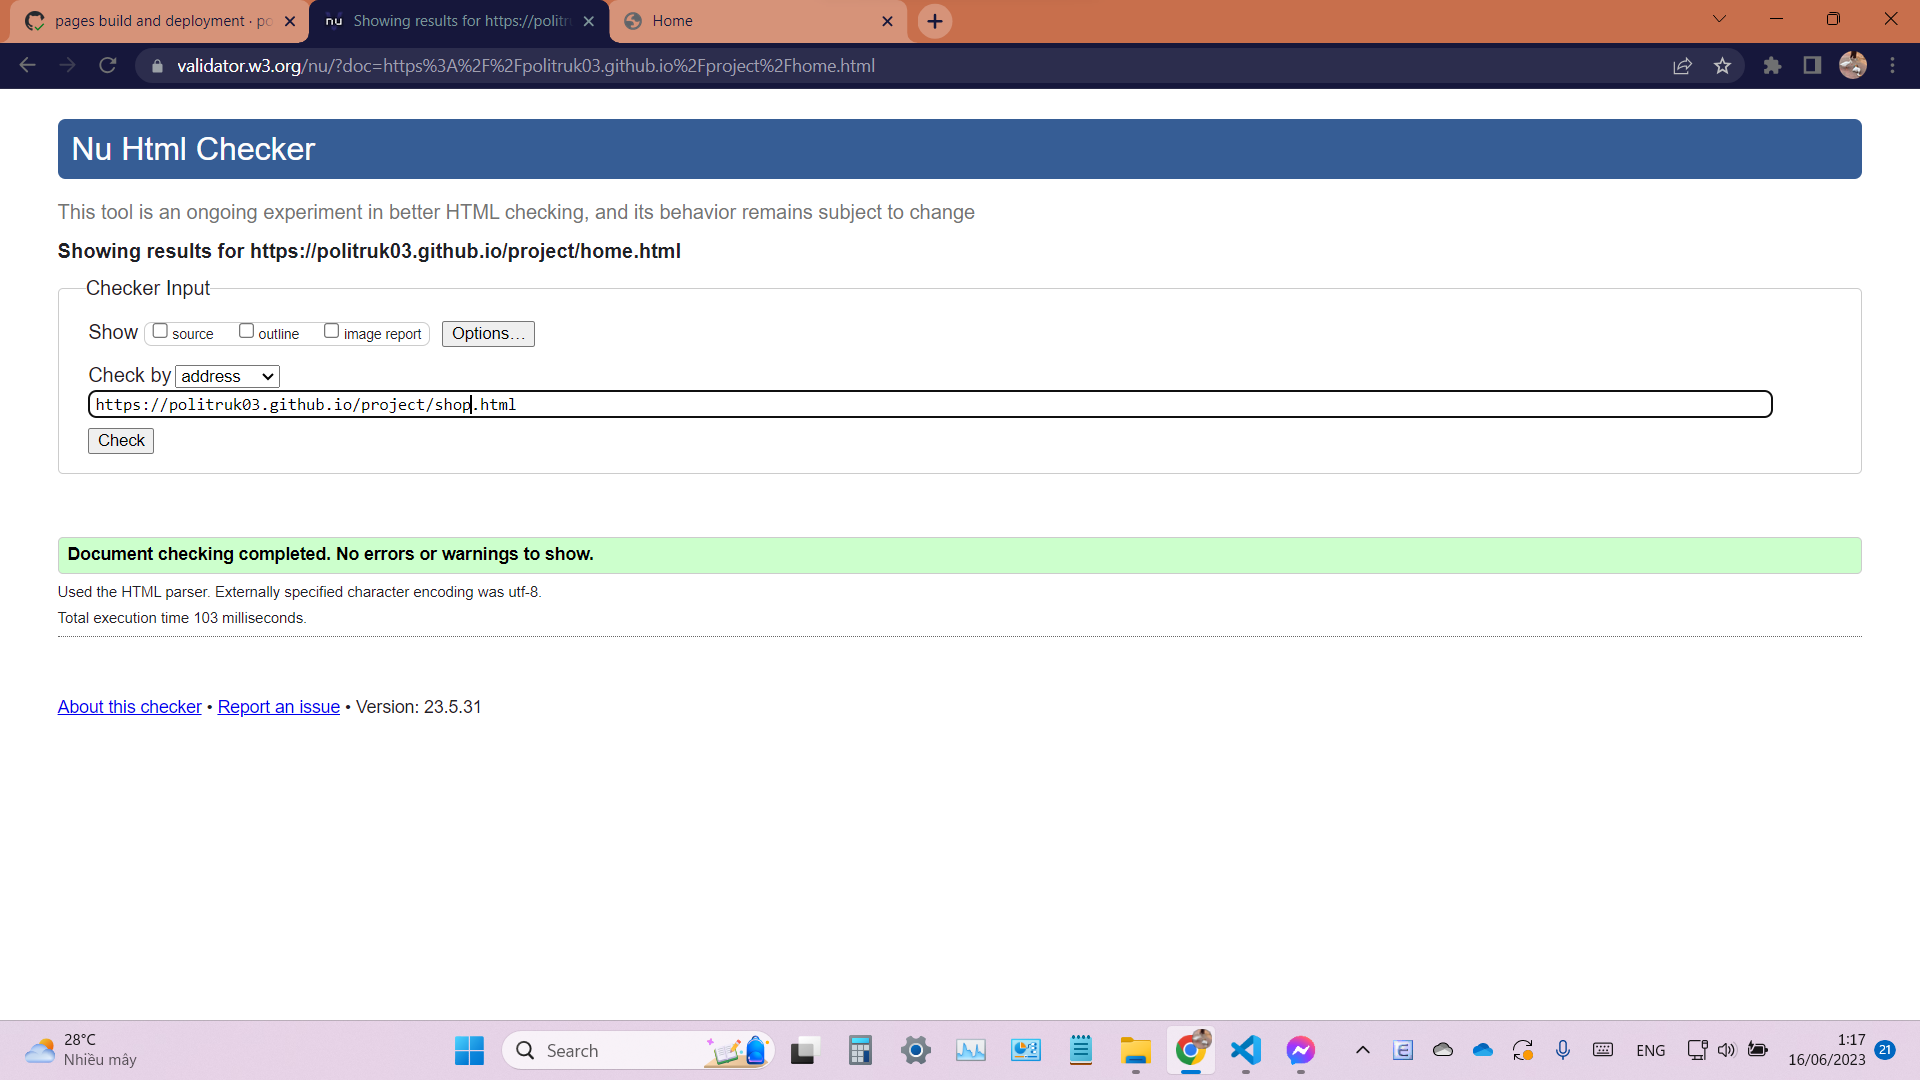 pages build and deployment · po
Showing results for https://politru
Home
validator.w3.org/nu/?doc=https%3A%2F%2Fpolitruk03.github.io%2Fproject%2Fhome.html
Nu Html Checker
This tool is an ongoing experiment in better HTML checking, and its behavior remains subject to change
Showing results for https://politruk03.github.io/project/home.html
Checker Input
Show source outline image report Options...
Check by address
https://politruk03.github.io/project/shop.html
Check
Document checking completed. No errors or warnings to show.
Used the HTML parser. Externally specified character encoding was utf-8.
Total execution time 103 milliseconds.
About this checker • Report an issue • Version: 23.5.31
28°C
Nhiều mây
Search
ENG
1:17
16/06/2023
21